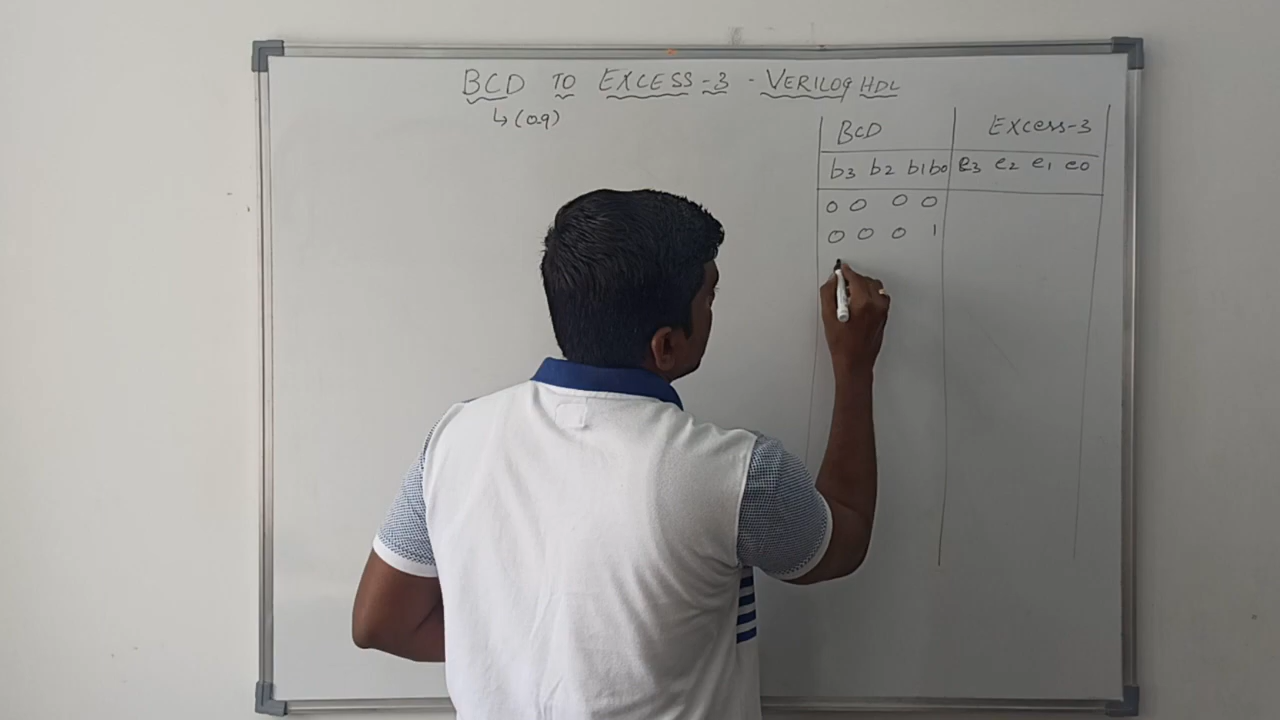 BCD TO EXCESS-3 - VERILOG HDL
↳(0-9)
BCD Excess-3
b3 b2 b1 b0 e3 e2 e1 e0
0 0 0 0
0 0 0 1